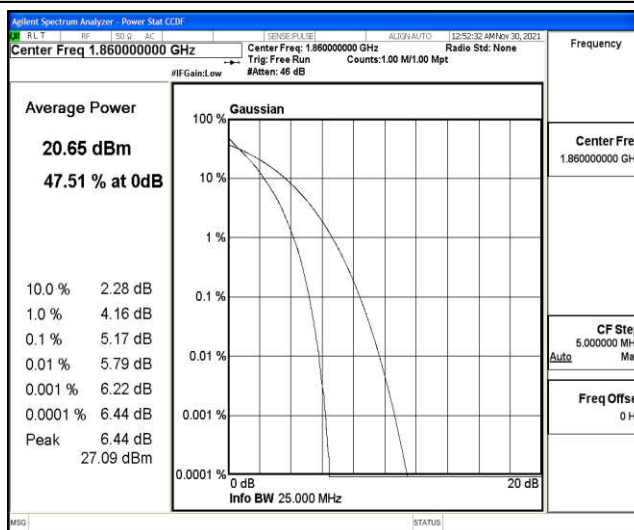 Agilent Spectrum Analyzer - Power Stat CCDF
RLT RF 50 Ω AC SENSE:PULSE ALIGNAUTO 12:52:32 AM Nov 30, 2021
Center Freq 1.860000000 GHz
Center Freq: 1.860000000 GHz Radio Std: None
Trig: Free Run Counts:1.00 M/1.00 Mpt
#IFGain:Low #Atten: 46 dB
Frequency
Average Power
20.65 dBm
47.51 % at 0dB
10.0 % 2.28 dB
1.0 % 4.16 dB
0.1 % 5.17 dB
0.01 % 5.79 dB
0.001 % 6.22 dB
0.0001 % 6.44 dB
Peak 6.44 dB
27.09 dBm
Gaussian
100 %
10 %
1 %
0.1 %
0.01 %
0.001 %
0.0001 %
0 dB 20 dB
Info BW 25.000 MHz
Center Fre
1.860000000 GH
CF Ste
5.000000 MH
Auto Ma
Freq Offse
0 H
MSG STATUS